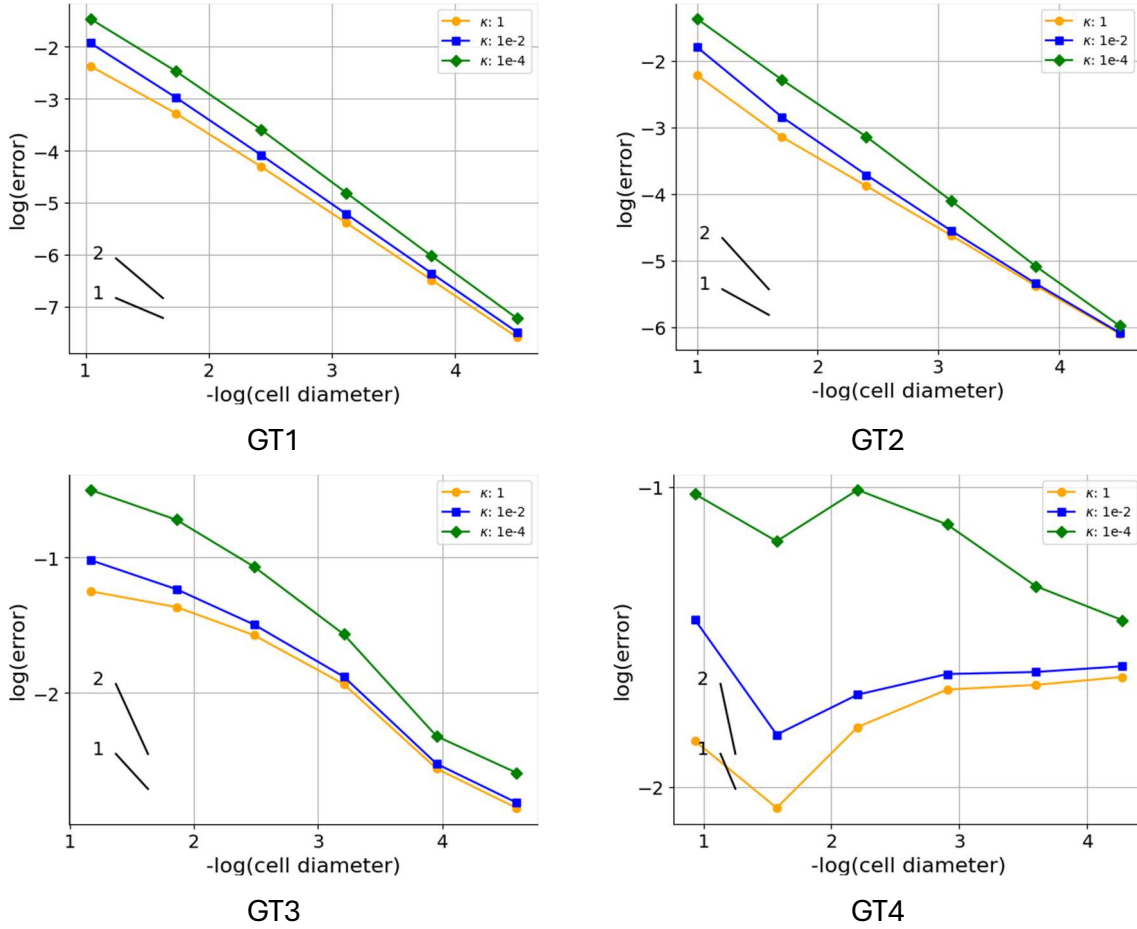 κ: 1
κ: 1e-2
κ: 1e-4
−2
−3
−4
−5
−6
−7
log(error)
2
1
1
2
3
4
-log(cell diameter)
GT1
κ: 1
κ: 1e-2
κ: 1e-4
−2
−3
−4
−5
−6
log(error)
2
1
1
2
3
4
-log(cell diameter)
GT2
κ: 1
κ: 1e-2
κ: 1e-4
−1
−2
log(error)
2
1
1
2
3
4
-log(cell diameter)
GT3
κ: 1
κ: 1e-2
κ: 1e-4
−1
−2
log(error)
2
1
1
2
3
4
-log(cell diameter)
GT4